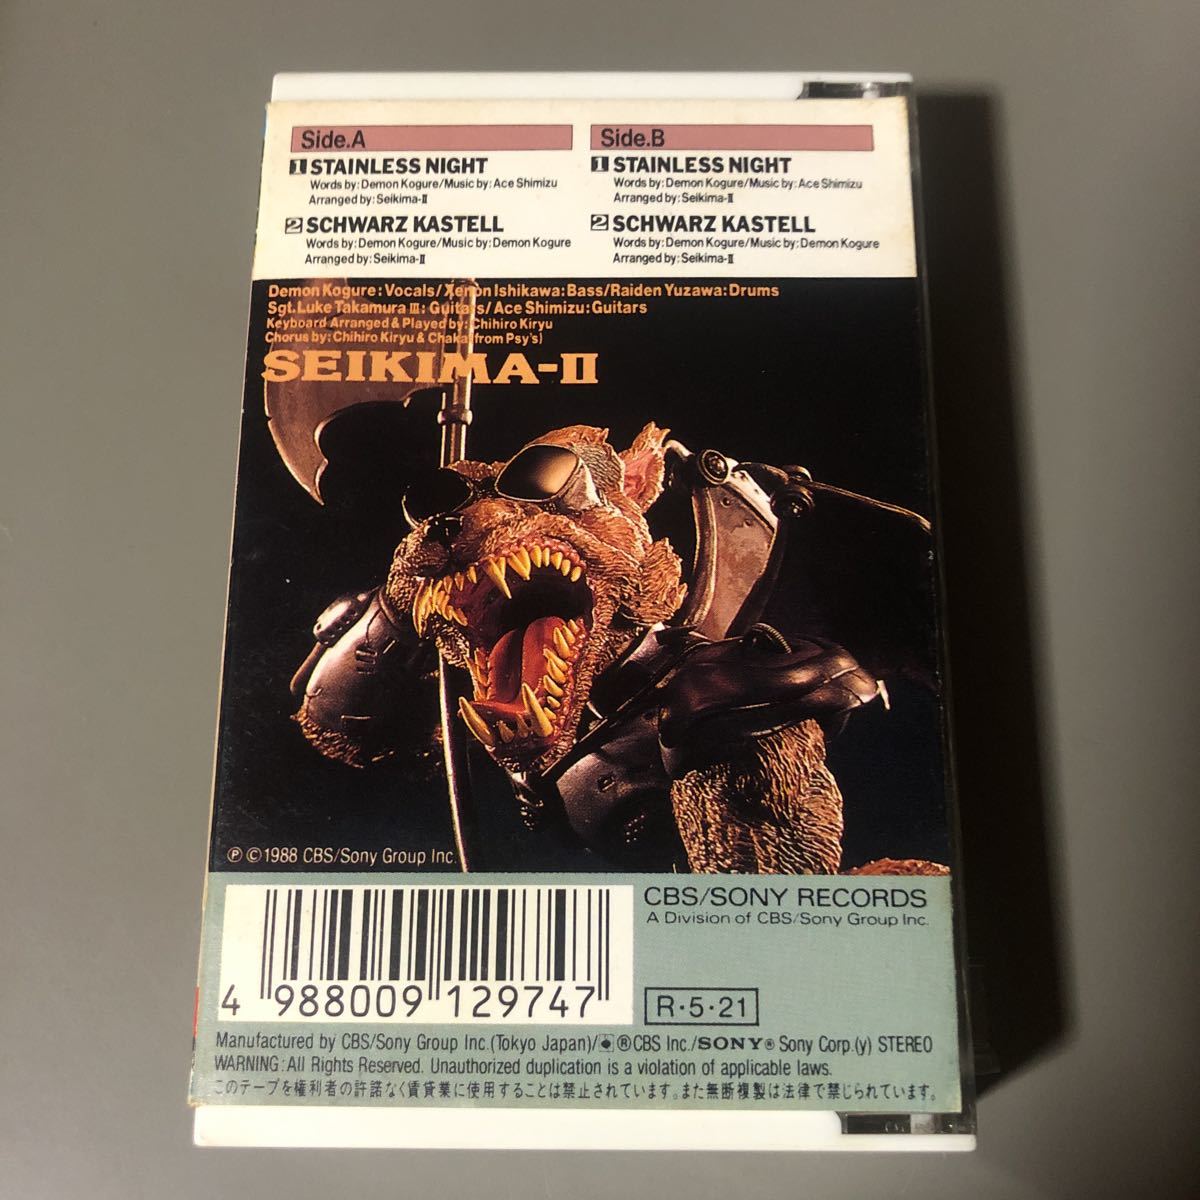 Side.A
1 STAINLESS NIGHT
Words by: Demon Kogure/Music by: Ace Shimizu
Arranged by: Seikima-II
2 SCHWARZ KASTELL
Words by: Demon Kogure/Music by: Demon Kogure
Arranged by: Seikima-II
Side.B
1 STAINLESS NIGHT
Words by: Demon Kogure/Music by: Ace Shimizu
Arranged by: Seikima-II
2 SCHWARZ KASTELL
Words by: Demon Kogure/Music by: Demon Kogure
Arranged by: Seikima-II
Demon Kogure: Vocals/Xenon Ishikawa: Bass/Raiden Yuzawa: Drums
Sgt. Luke Takamura III: Guitars/Ace Shimizu: Guitars
Keyboard Arranged & Played by: Chihiro Kiryu
Chorus by: Chihiro Kiryu & Chaka (from Psy's)
SEIKIMA-II
Ⓟ © 1988 CBS/Sony Group Inc.
4 988009 129747
CBS/SONY RECORDS
A Division of CBS/Sony Group Inc.
R·5·21
Manufactured by CBS/Sony Group Inc. (Tokyo Japan)/®CBS Inc./SONY® Sony Corp. (y) STEREO
WARNING: All Rights Reserved. Unauthorized duplication is a violation of applicable laws.
このテープを権利者の許諾なく賃貸業に使用することは禁止されています。また無断複製は法律で禁じられています。